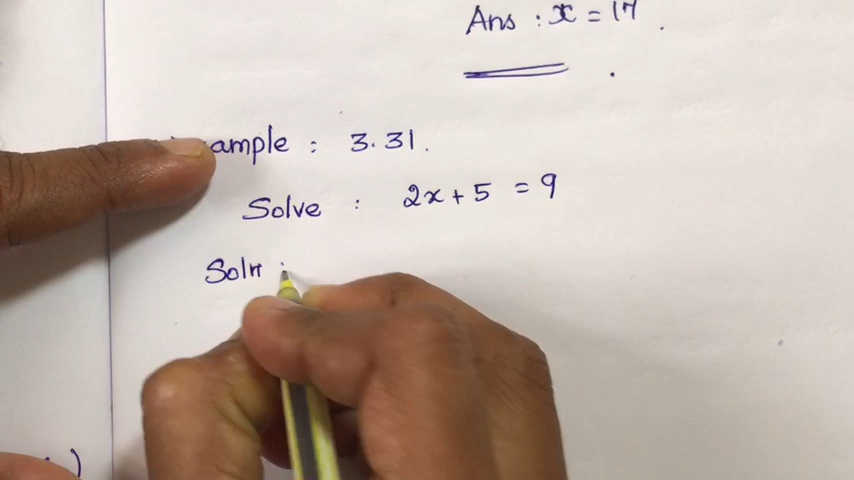 Ans : x = 17 .
ample : 3.31.
Solve : 2x + 5 = 9
Soln :
)